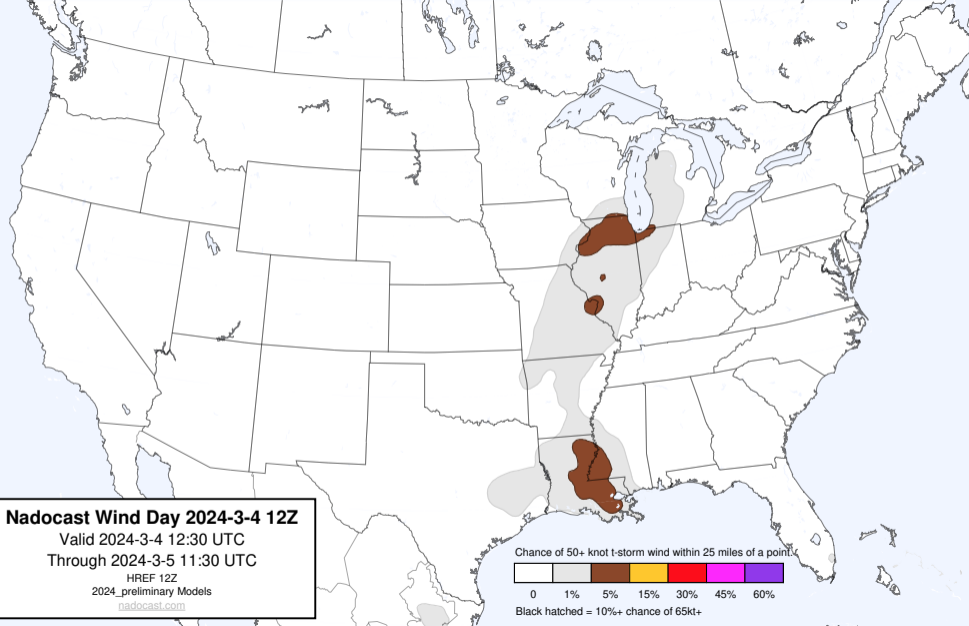 Nadocast Wind Day 2024-3-4 12Z
Valid 2024-3-4 12:30 UTC
Through 2024-3-5 11:30 UTC
HREF 12Z
2024_preliminary Models
nadocast.com
Chance of 50+ knot t-storm wind within 25 miles of a point.
0 1% 5% 15% 30% 45% 60%
Black hatched = 10%+ chance of 65kt+